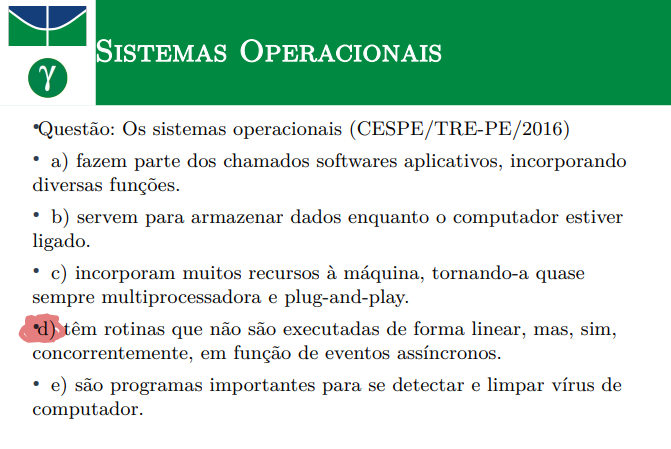 γ
Sistemas Operacionais
•Questão: Os sistemas operacionais (CESPE/TRE-PE/2016)
• a) fazem parte dos chamados softwares aplicativos, incorporando
diversas funções.
• b) servem para armazenar dados enquanto o computador estiver
ligado.
• c) incorporam muitos recursos à máquina, tornando-a quase
sempre multiprocessadora e plug-and-play.
•d) têm rotinas que não são executadas de forma linear, mas, sim,
concorrentemente, em função de eventos assíncronos.
• e) são programas importantes para se detectar e limpar vírus de
computador.